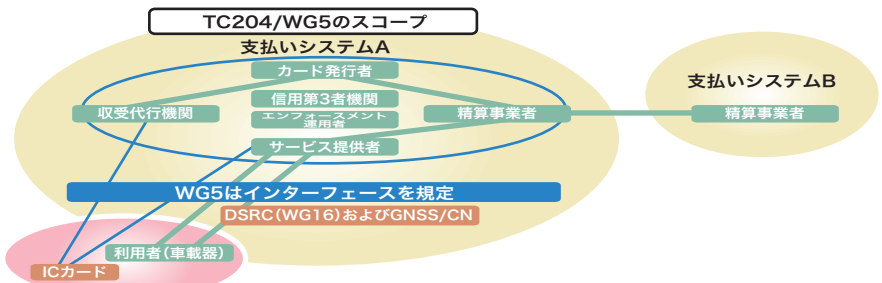 TC204/WG5のスコープ
支払いシステムA
カード発行者
信用第3者機関
収受代行機関
エンフォースメント
運用者
精算事業者
サービス提供者
支払いシステムB
精算事業者
WG5はインターフェースを規定
DSRC(WG16)およびGNSS/CN
利用者(車載器)
ICカード